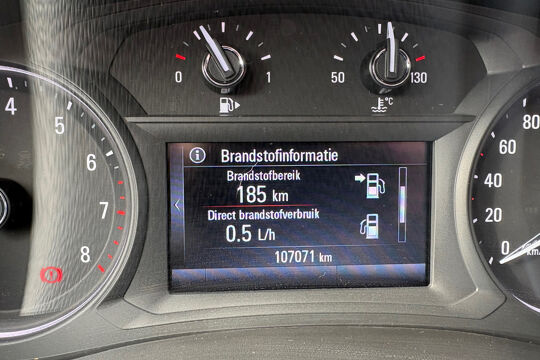 0 1
50 °C 130
4
5
6
7
8
i Brandstofinformatie
Brandstofbereik
185 km
Direct brandstofverbruik
0.5 L/h
107071 km
80
60
40
20
0
km/